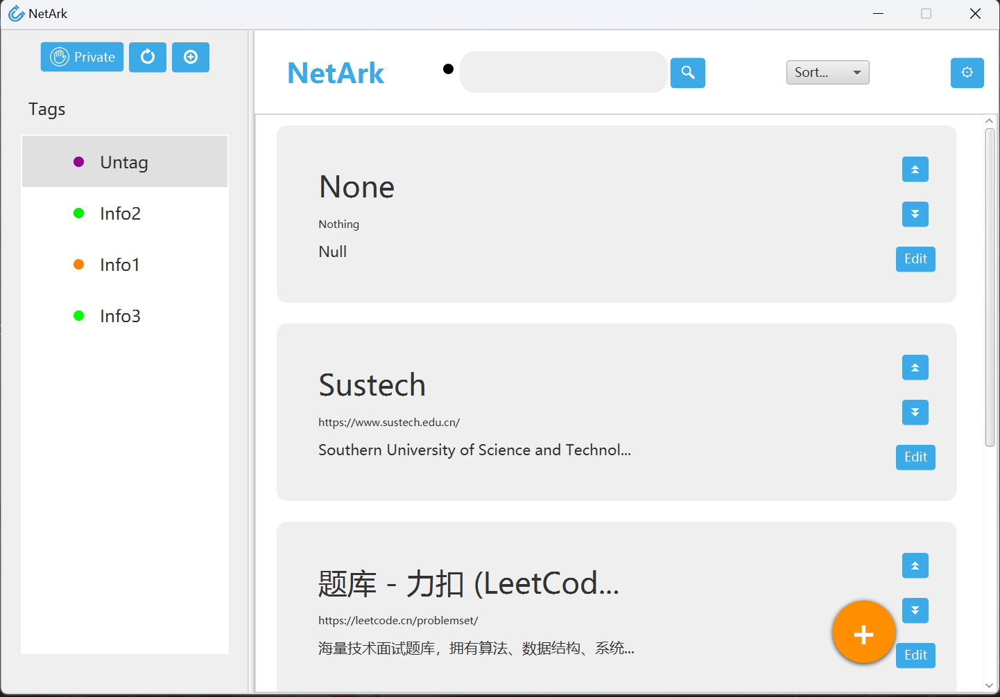 NetArk
Private
Tags
Untag
Info2
Info1
Info3
NetArk
Sort...
None
Nothing
Null
Edit
Sustech
https://www.sustech.edu.cn/
Southern University of Science and Technol...
Edit
题库 - 力扣 (LeetCod...
https://leetcode.cn/problemset/
海量技术面试题库，拥有算法、数据结构、系统...
Edit